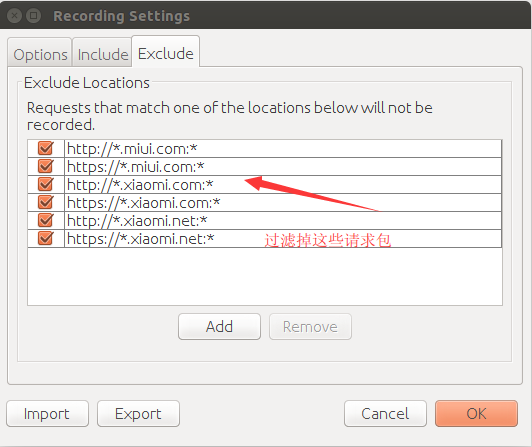 Recording Settings
Options
Include
Exclude
Exclude Locations
Requests that match one of the locations below will not be
recorded.
http://*.miui.com:*
https://*.miui.com:*
http://*.xiaomi.com:*
https://*.xiaomi.com:*
http://*.xiaomi.net:*
https://*.xiaomi.net:*
过滤掉这些请求包
Add
Remove
Import
Export
Cancel
OK